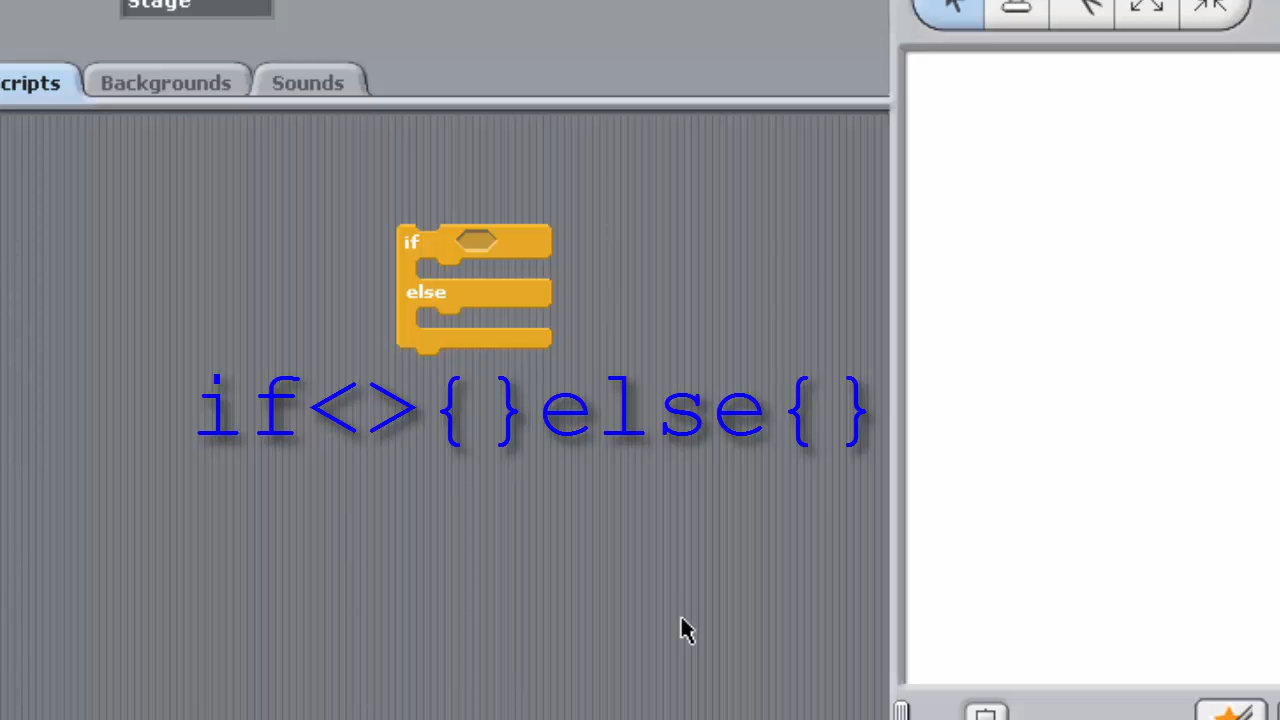 Stage
cripts
Backgrounds
Sounds
if
else
if<>{}else{}